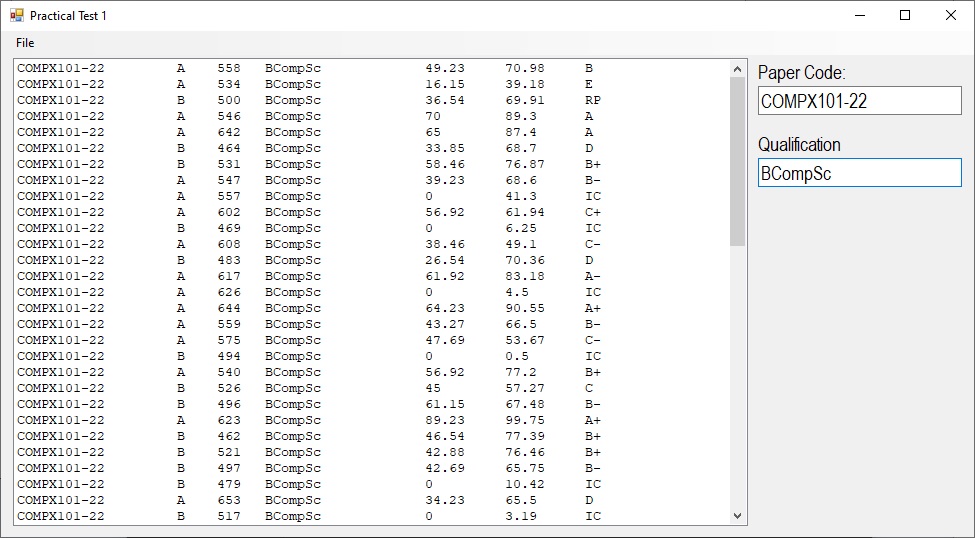 Practical Test 1
File
COMPX101-22 A 558 BCompSc 49.23 70.98 B
COMPX101-22 A 534 BCompSc 16.15 39.18 E
COMPX101-22 B 500 BCompSc 36.54 69.91 RP
COMPX101-22 A 546 BCompSc 70 89.3 A
COMPX101-22 A 642 BCompSc 65 87.4 A
COMPX101-22 B 464 BCompSc 33.85 68.7 D
COMPX101-22 B 531 BCompSc 58.46 76.87 B+
COMPX101-22 A 547 BCompSc 39.23 68.6 B-
COMPX101-22 A 557 BCompSc 0 41.3 IC
COMPX101-22 A 602 BCompSc 56.92 61.94 C+
COMPX101-22 B 469 BCompSc 0 6.25 IC
COMPX101-22 A 608 BCompSc 38.46 49.1 C-
COMPX101-22 B 483 BCompSc 26.54 70.36 D
COMPX101-22 A 617 BCompSc 61.92 83.18 A-
COMPX101-22 A 626 BCompSc 0 4.5 IC
COMPX101-22 A 644 BCompSc 64.23 90.55 A+
COMPX101-22 A 559 BCompSc 43.27 66.5 B-
COMPX101-22 A 575 BCompSc 47.69 53.67 C-
COMPX101-22 B 494 BCompSc 0 0.5 IC
COMPX101-22 A 540 BCompSc 56.92 77.2 B+
COMPX101-22 B 526 BCompSc 45 57.27 C
COMPX101-22 B 496 BCompSc 61.15 67.48 B-
COMPX101-22 A 623 BCompSc 89.23 99.75 A+
COMPX101-22 B 462 BCompSc 46.54 77.39 B+
COMPX101-22 B 521 BCompSc 42.88 76.46 B+
COMPX101-22 B 497 BCompSc 42.69 65.75 B-
COMPX101-22 B 479 BCompSc 0 10.42 IC
COMPX101-22 A 653 BCompSc 34.23 65.5 D
COMPX101-22 B 517 BCompSc 0 3.19 IC
Paper Code:
COMPX101-22
Qualification
BCompSc